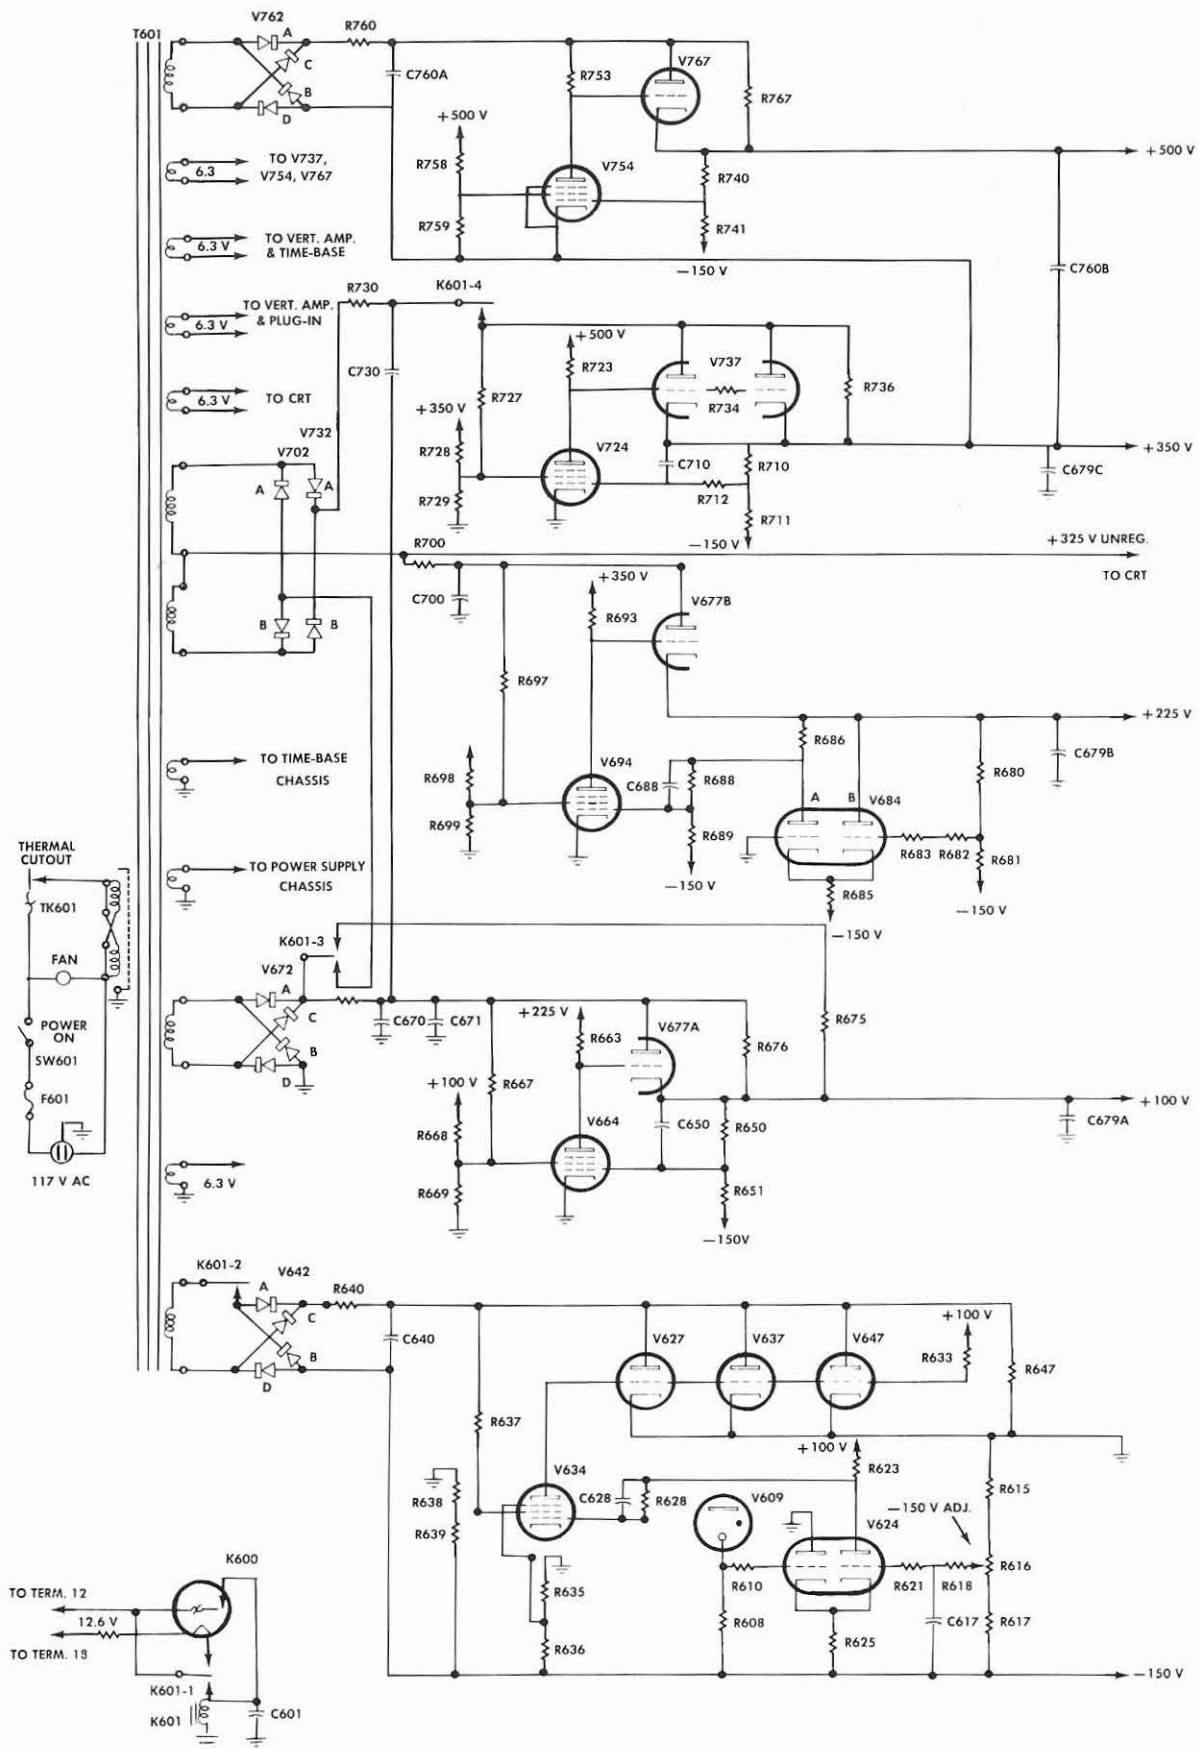 T601
V762
A
C
B
D
R760
C760A
R753
V767
R767
+500 V
R758
R759
V754
R740
R741
−150 V
+500 V
C760B
6.3
TO V737,
V754, V767
6.3 V
TO VERT. AMP.
& TIME-BASE
6.3 V
TO VERT. AMP.
& PLUG-IN
6.3 V
TO CRT
R730
K601-4
C730
+500 V
R723
R727
V737
R734
R736
+350 V
R728
R729
V724
C710
R710
R712
R711
−150 V
+350 V
C679C
V732
V702
A
A
B
B
R700
C700
+325 V UNREG.
TO CRT
+350 V
R693
V677B
R697
+225 V
R686
C679B
R680
R698
R699
V694
C688
R688
R689
−150 V
A
B
V684
R683
R682
R681
R685
−150 V
−150 V
TO TIME-BASE
CHASSIS
TO POWER SUPPLY
CHASSIS
THERMAL
CUTOUT
TK601
FAN
POWER
ON
SW601
F601
117 V AC
K601-3
V672
A
C
B
D
C670
C671
+225 V
R663
V677A
R676
R675
+100 V
R667
R668
R669
V664
C650
R650
R651
−150V
+100 V
C679A
6.3 V
K601-2
V642
A
C
B
D
R640
C640
V627
V637
V647
+100 V
R633
R647
R637
+100 V
R623
V634
R638
R639
C628
R628
V609
−150 V ADJ.
V624
R615
R616
R617
R610
R621
R618
R608
R625
C617
R635
R636
−150 V
K600
TO TERM. 12
12.6 V
TO TERM. 13
K601-1
K601
C601